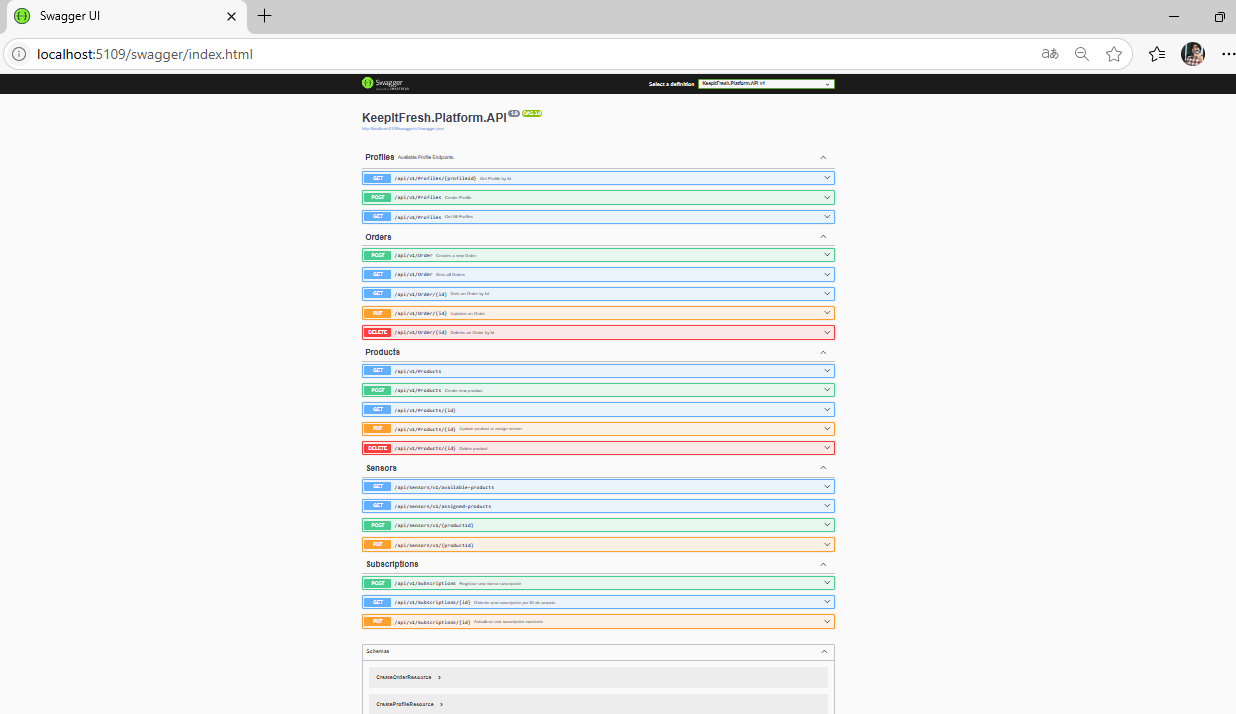 Swagger UI
localhost:5109/swagger/index.html
Swagger
Select a definition KeepItFresh.Platform.API v1
KeepItFresh.Platform.API 1.0 OAS 3.0
Profiles Available Profile Endpoints.
GET /api/v1/Profiles/{profileId} Get Profile by Id
POST /api/v1/Profiles Create Profile
GET /api/v1/Profiles Get All Profiles
Orders
POST /api/v1/Order Creates a new Order
GET /api/v1/Order Gets all Orders
GET /api/v1/Order/{id} Gets an Order by Id
PUT /api/v1/Order/{id} Updates an Order
DELETE /api/v1/Order/{id} Deletes an Order by Id
Products
GET /api/v1/Products
POST /api/v1/Products Create new product
GET /api/v1/Products/{id}
PUT /api/v1/Products/{id} Update product or assign sensor
DELETE /api/v1/Products/{id} Delete product
Sensors
GET /api/sensors/v1/available-products
GET /api/sensors/v1/assigned-products
POST /api/sensors/v1/{productId}
PUT /api/sensors/v1/{productId}
Subscriptions
POST /api/v1/Subscriptions Registrar una nueva suscripción
GET /api/v1/Subscriptions/{id} Obtener una suscripción por ID de usuario
PUT /api/v1/Subscriptions/{id} Actualizar una suscripción existente
Schemas
CreateOrderResource
CreateProfileResource